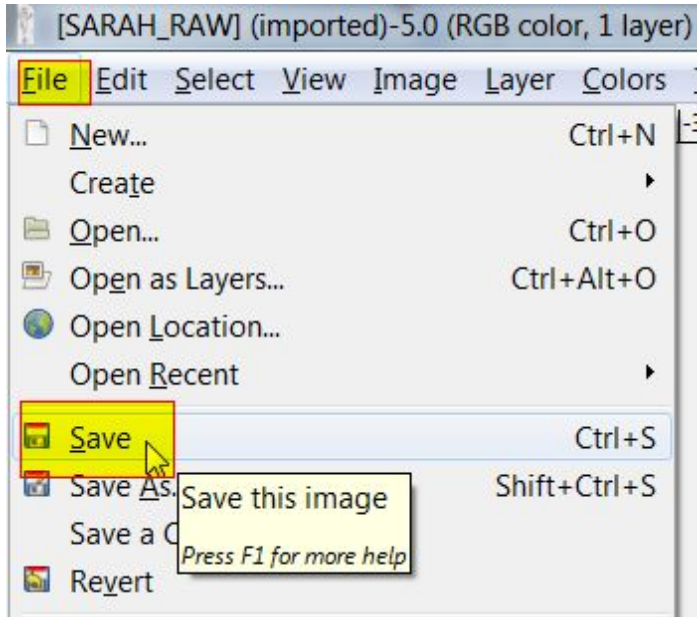 [SARAH_RAW] (imported)-5.0 (RGB color, 1 layer)
File Edit Select View Image Layer Colors
New... Ctrl+N
Create
Open... Ctrl+O
Open as Layers... Ctrl+Alt+O
Open Location...
Open Recent
Save Ctrl+S
Save As. Shift+Ctrl+S
Save this image
Save a C
Press F1 for more help
Revert